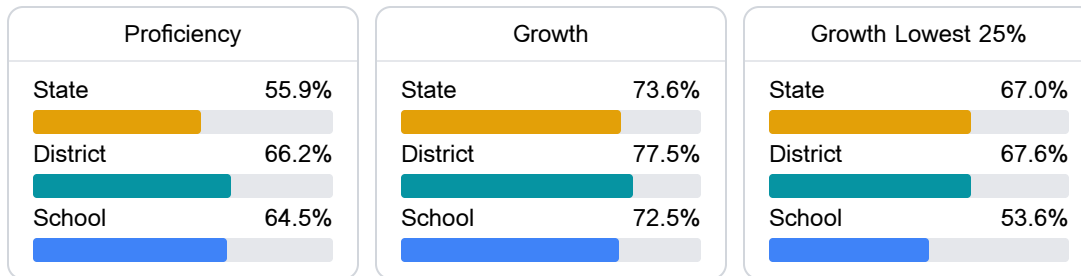 Proficiency
State 55.9%
District 66.2%
School 64.5%
Growth
State 73.6%
District 77.5%
School 72.5%
Growth Lowest 25%
State 67.0%
District 67.6%
School 53.6%